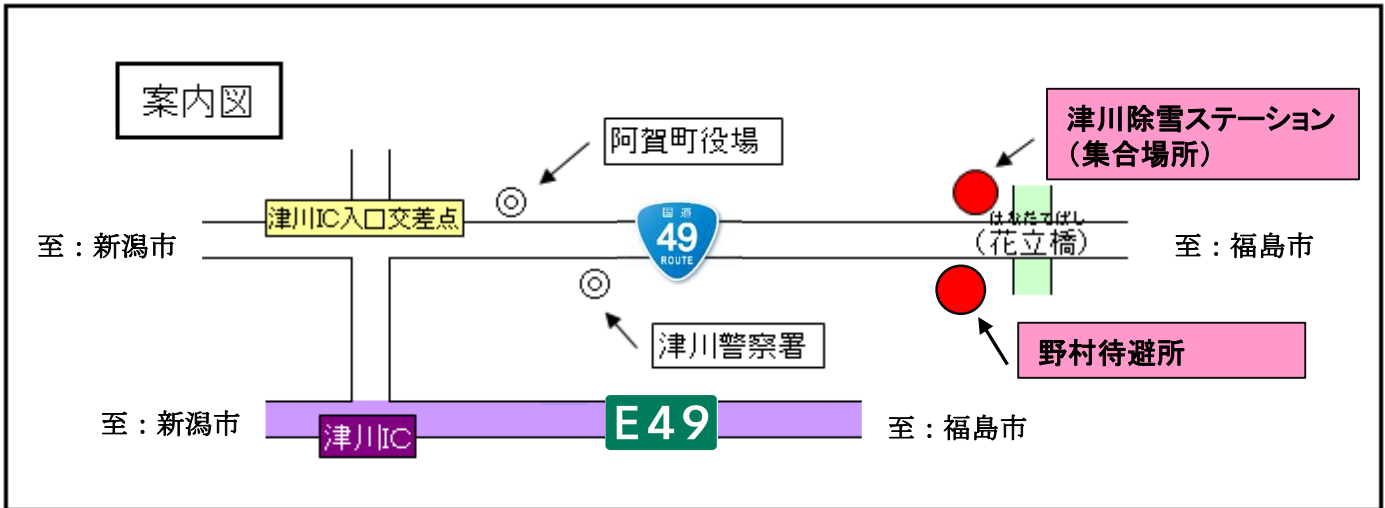 案内図
津川除雪ステーション
（集合場所）
阿賀町役場
津川IC入口交差点
国道
49
ROUTE
はなたてばし
（花立橋）
至：新潟市
至：福島市
津川警察署
野村待避所
至：新潟市
津川IC
E49
至：福島市